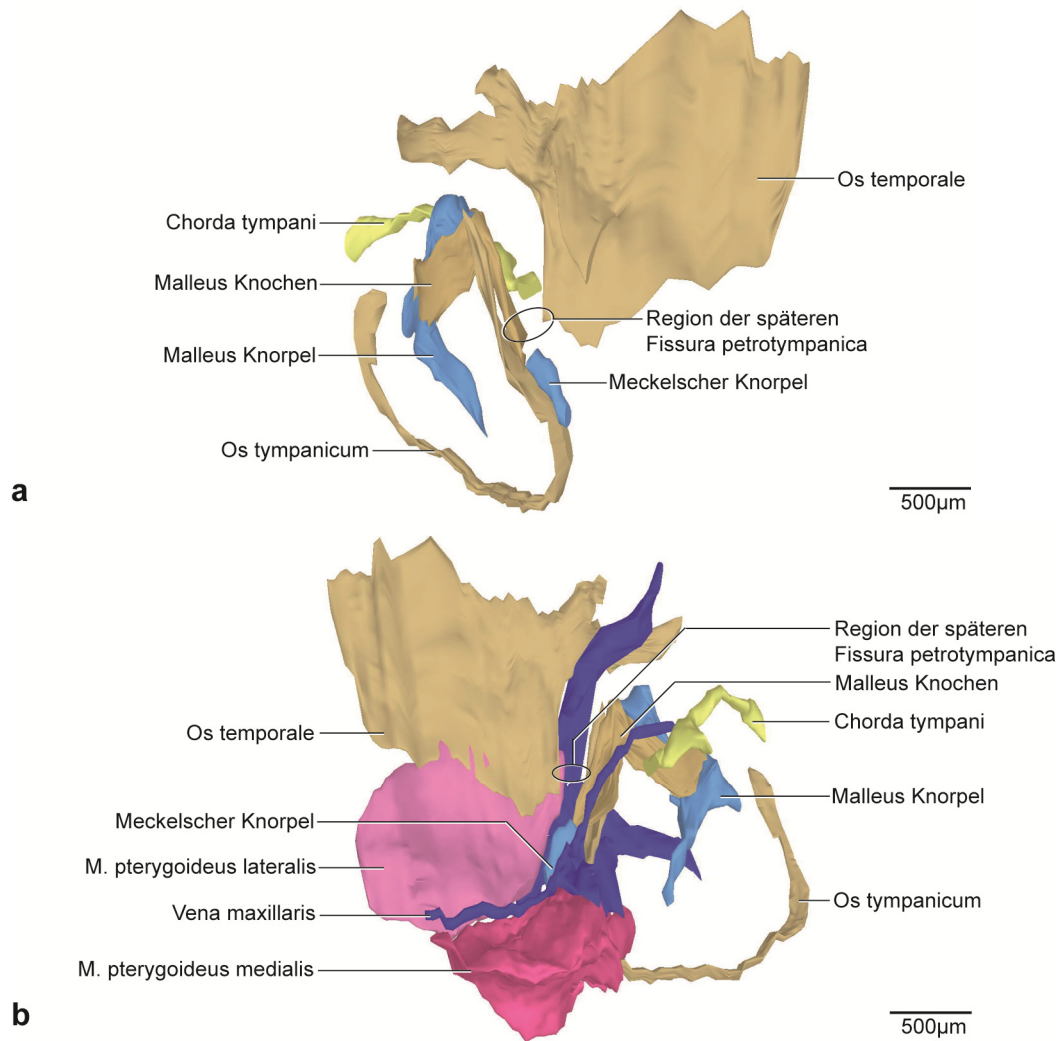 Os temporale
Chorda tympani
Malleus Knochen
Region der späteren
Fissura petrotympanica
Malleus Knorpel
Meckelscher Knorpel
Os tympanicum
a
500µm
Region der späteren
Fissura petrotympanica
Malleus Knochen
Chorda tympani
Os temporale
Malleus Knorpel
Meckelscher Knorpel
M. pterygoideus lateralis
Os tympanicum
Vena maxillaris
M. pterygoideus medialis
b
500µm